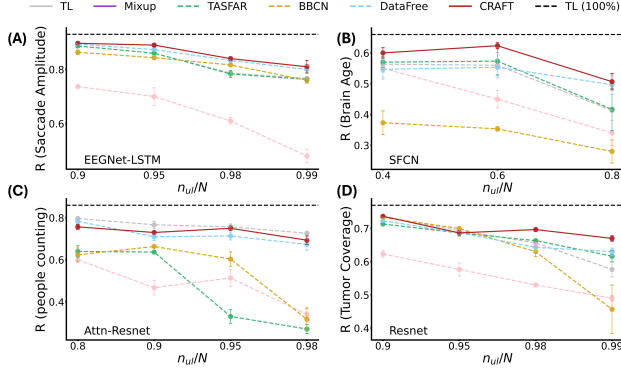 TL Mixup TASFAR BBCN DataFree CRAFT TL (100%)
(A)
R (Saccade Amplitude)
0.8
0.6
EEGNet-LSTM
0.9 0.95 0.98 0.99
n_ul/N
(B)
R (Brain Age)
0.6
0.5
0.4
0.3
SFCN
0.4 0.6 0.8
n_ul/N
(C)
R (people counting)
0.8
0.6
0.4
Attn-Resnet
0.8 0.9 0.95 0.98
n_ul/N
(D)
R (Tumor Coverage)
0.7
0.6
0.5
0.4
Resnet
0.9 0.95 0.98 0.99
n_ul/N